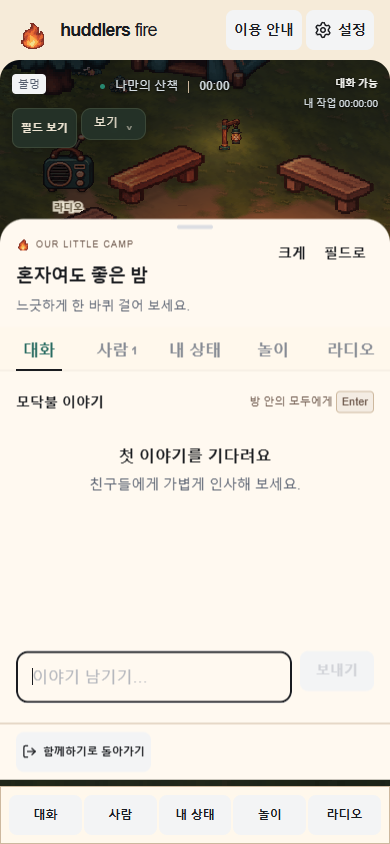 huddlers fire
이용 안내
설정
불멍
나만의 산책 | 00:00
대화 가능
내 작업 00:00:00
필드 보기
보기
라디오
OUR LITTLE CAMP
크게
필드로
혼자여도 좋은 밤
느긋하게 한 바퀴 걸어 보세요.
대화
사람 1
내 상태
놀이
라디오
모닥불 이야기
방 안의 모두에게 Enter
첫 이야기를 기다려요
친구들에게 가볍게 인사해 보세요.
이야기 남기기...
보내기
함께하기로 돌아가기
대화
사람
내 상태
놀이
라디오